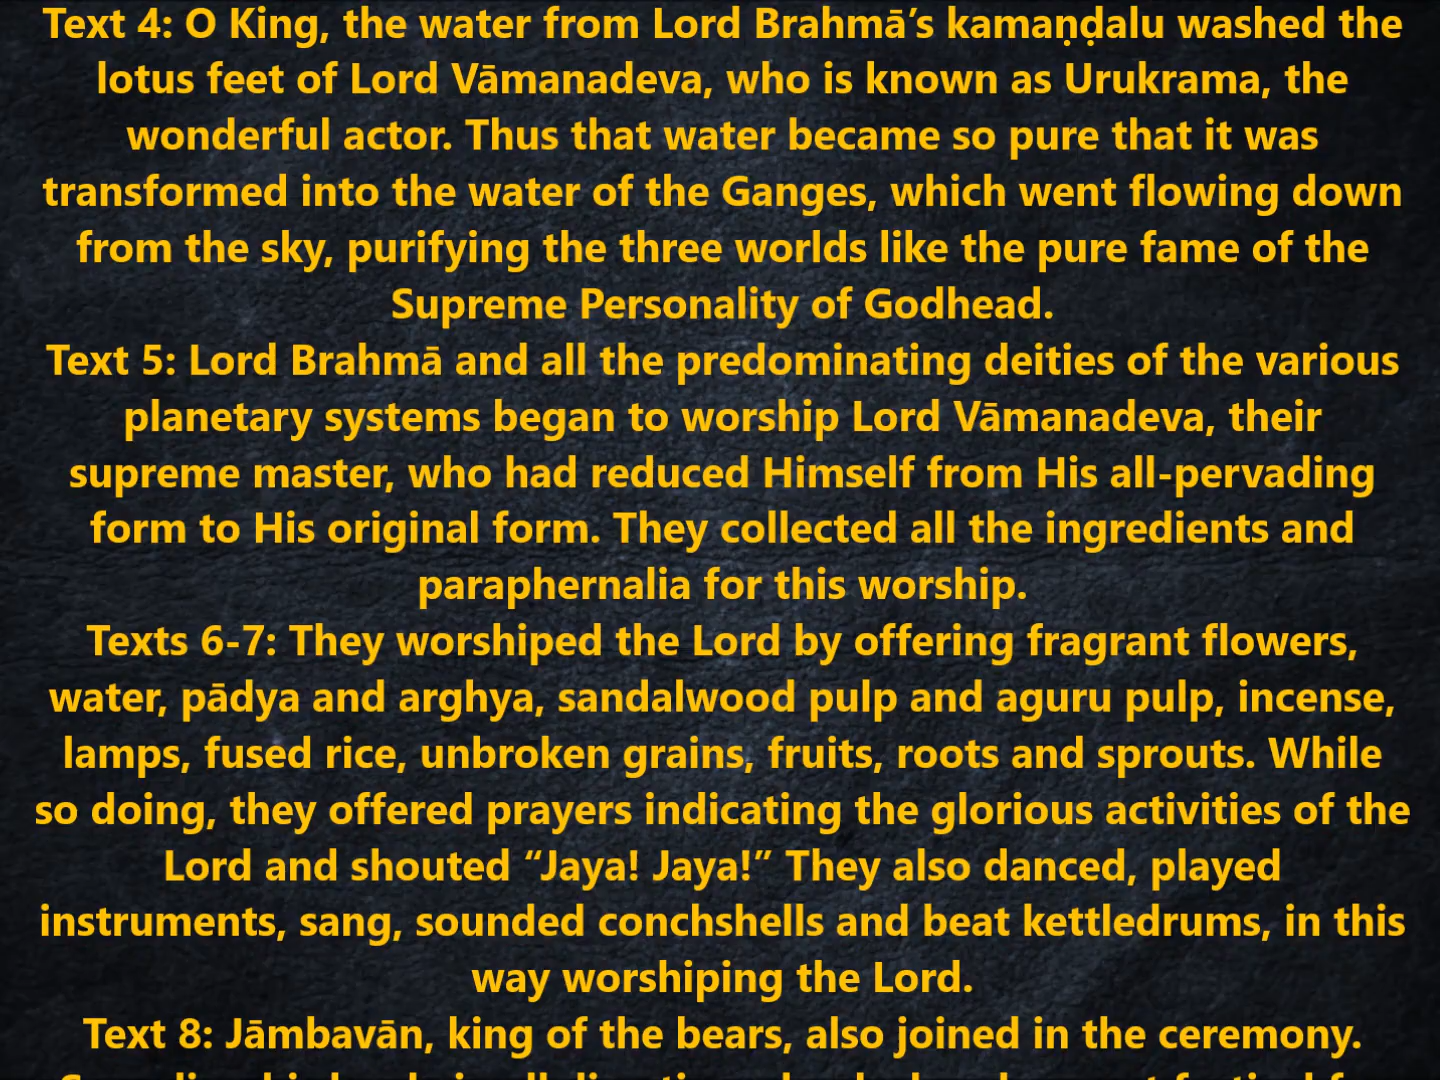 Text 4: O King, the water from Lord Brahmā’s kamaṇḍalu washed the
lotus feet of Lord Vāmanadeva, who is known as Urukrama, the
wonderful actor. Thus that water became so pure that it was
transformed into the water of the Ganges, which went flowing down
from the sky, purifying the three worlds like the pure fame of the
Supreme Personality of Godhead.
Text 5: Lord Brahmā and all the predominating deities of the various
planetary systems began to worship Lord Vāmanadeva, their
supreme master, who had reduced Himself from His all-pervading
form to His original form. They collected all the ingredients and
paraphernalia for this worship.
Texts 6-7: They worshiped the Lord by offering fragrant flowers,
water, pādya and arghya, sandalwood pulp and aguru pulp, incense,
lamps, fused rice, unbroken grains, fruits, roots and sprouts. While
so doing, they offered prayers indicating the glorious activities of the
Lord and shouted “Jaya! Jaya!” They also danced, played
instruments, sang, sounded conchshells and beat kettledrums, in this
way worshiping the Lord.
Text 8: Jāmbavān, king of the bears, also joined in the ceremony.